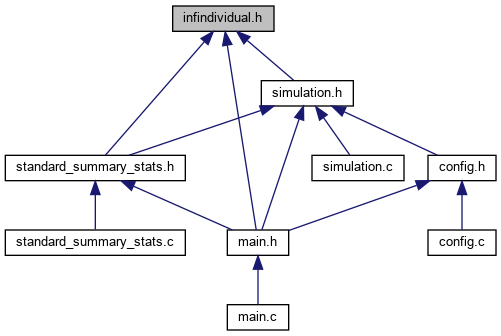 infindividual.h
simulation.h
standard_summary_stats.h
simulation.c
config.h
standard_summary_stats.c
main.h
config.c
main.c